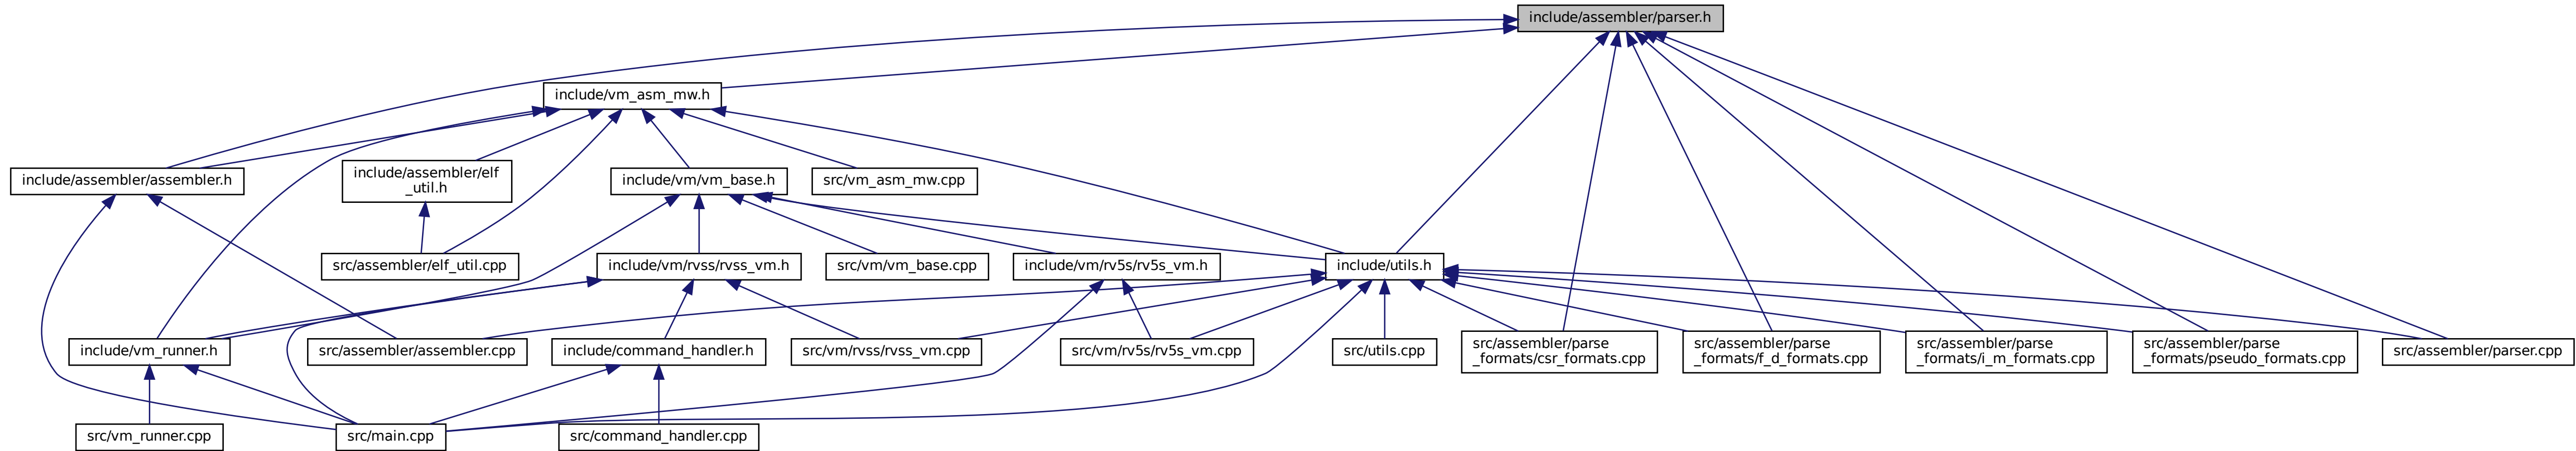 include/assembler/parser.h
include/vm_asm_mw.h
include/assembler/assembler.h
include/assembler/elf
_util.h
include/vm/vm_base.h
src/vm_asm_mw.cpp
src/assembler/elf_util.cpp
include/vm/rvss/rvss_vm.h
src/vm/vm_base.cpp
include/vm/rv5s/rv5s_vm.h
include/utils.h
include/vm_runner.h
src/assembler/assembler.cpp
include/command_handler.h
src/vm/rvss/rvss_vm.cpp
src/vm/rv5s/rv5s_vm.cpp
src/utils.cpp
src/assembler/parse
_formats/csr_formats.cpp
src/assembler/parse
_formats/f_d_formats.cpp
src/assembler/parse
_formats/i_m_formats.cpp
src/assembler/parse
_formats/pseudo_formats.cpp
src/assembler/parser.cpp
src/vm_runner.cpp
src/main.cpp
src/command_handler.cpp